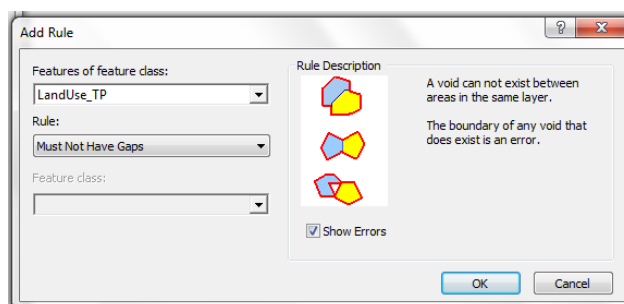 Add Rule
Features of feature class:
LandUse_TP
Rule:
Must Not Have Gaps
Feature class:
Rule Description
A void can not exist between
areas in the same layer.
The boundary of any void that
does exist is an error.
Show Errors
OK
Cancel